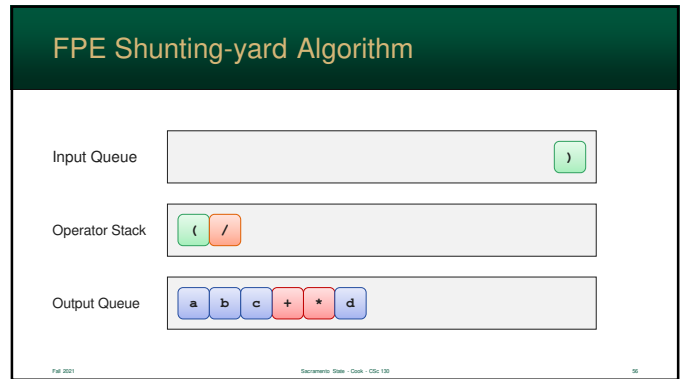 FPE Shunting-yard Algorithm
Input Queue )
Operator Stack ( /
Output Queue a b c + * d
Fall 2021 Sacramento State - Cook - CSc 130 56